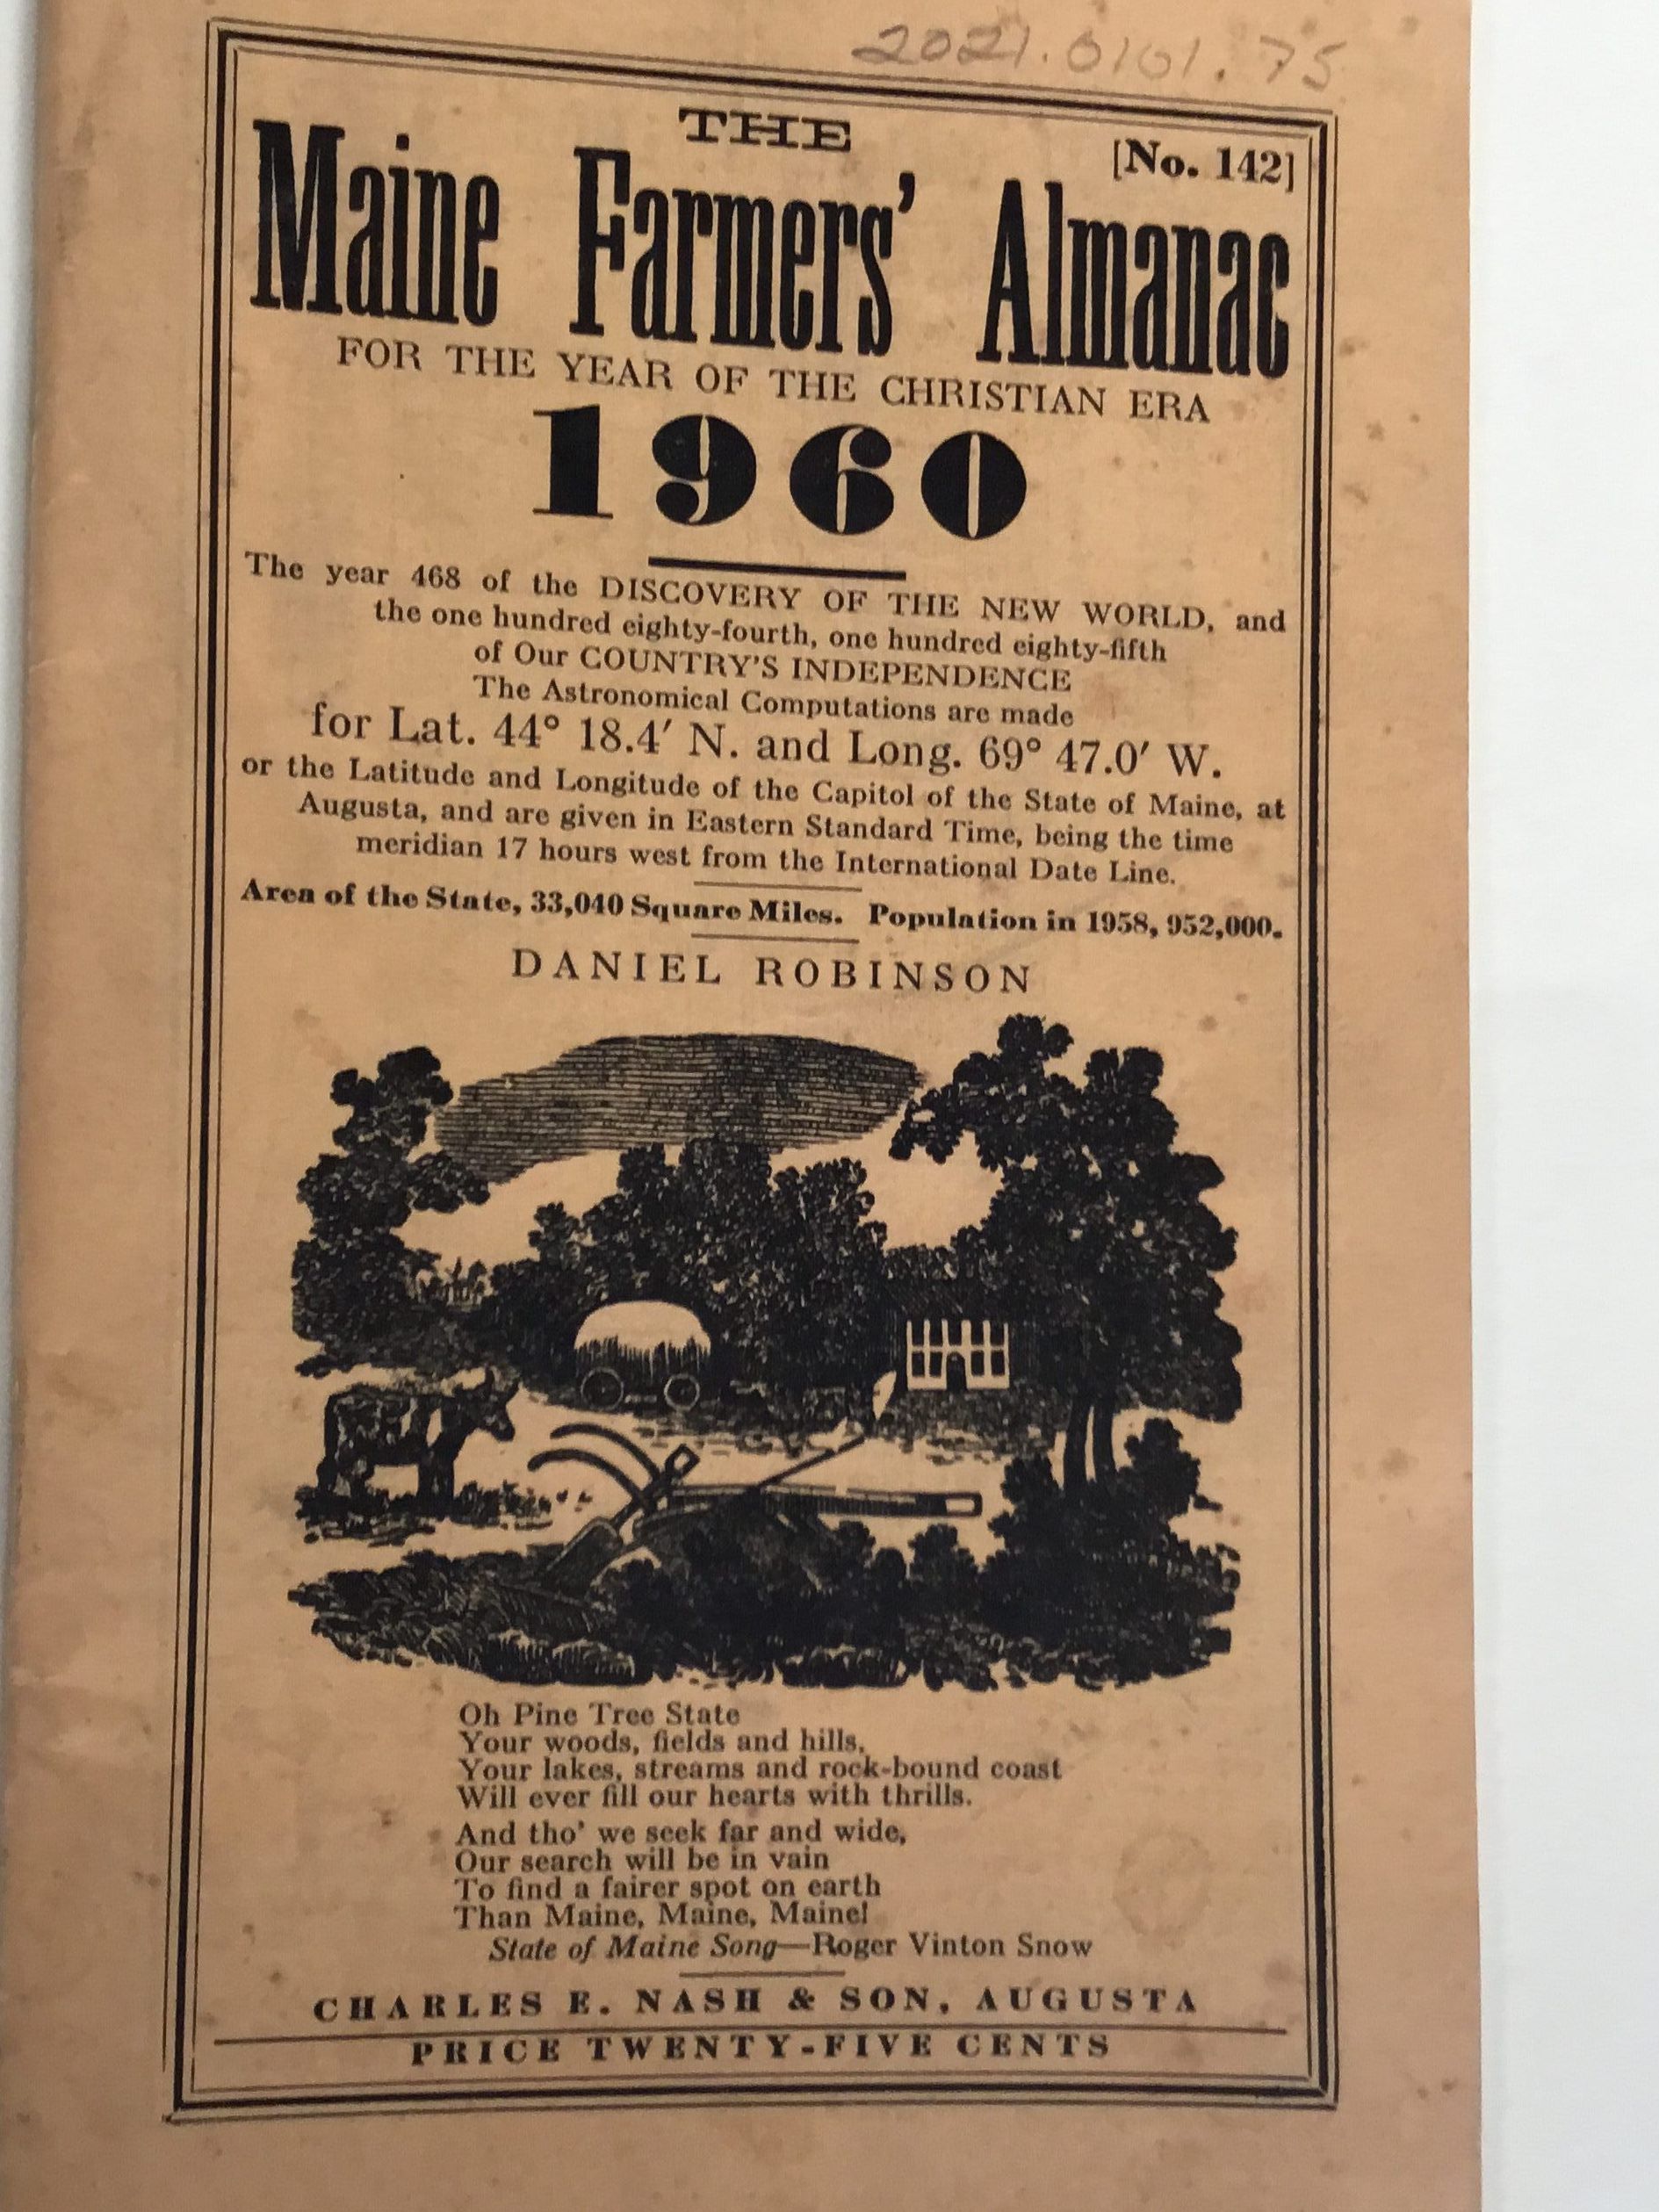 2021.0101.75
THE
[No. 142]
Maine Farmers' Almanac
FOR THE YEAR OF THE CHRISTIAN ERA
1960
The year 468 of the DISCOVERY OF THE NEW WORLD, and
the one hundred eighty-fourth, one hundred eighty-fifth
of Our COUNTRY'S INDEPENDENCE
The Astronomical Computations are made
for Lat. 44° 18.4′ N. and Long. 69° 47.0′ W.
or the Latitude and Longitude of the Capitol of the State of Maine, at
Augusta, and are given in Eastern Standard Time, being the time
meridian 17 hours west from the International Date Line.
Area of the State, 33,040 Square Miles. Population in 1958, 952,000.
DANIEL ROBINSON
Oh Pine Tree State
Your woods, fields and hills,
Your lakes, streams and rock-bound coast
Will ever fill our hearts with thrills.
And tho' we seek far and wide,
Our search will be in vain
To find a fairer spot on earth
Than Maine, Maine, Maine!
State of Maine Song—Roger Vinton Snow
CHARLES E. NASH & SON, AUGUSTA
PRICE TWENTY-FIVE CENTS